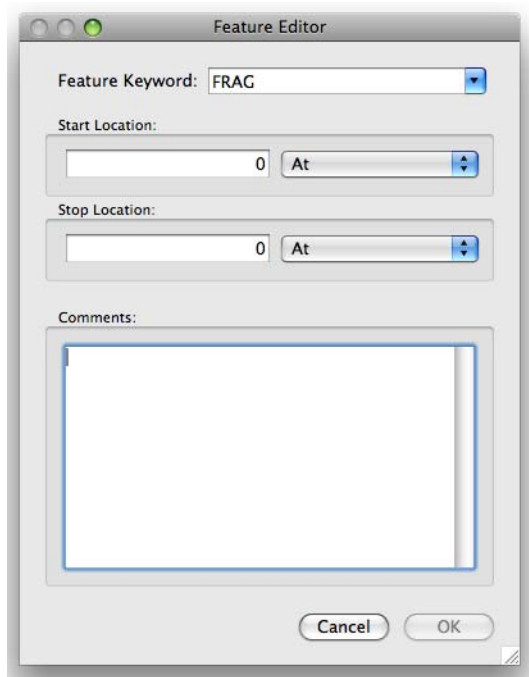 Feature Editor
Feature Keyword: FRAG
Start Location:
0 At
Stop Location:
0 At
Comments:
Cancel OK